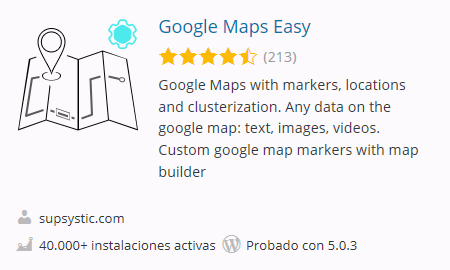 Google Maps Easy
(213)
Google Maps with markers, locations
and clusterization. Any data on the
google map: text, images, videos.
Custom google map markers with map
builder
supsystic.com
40.000+ instalaciones activas Probado con 5.0.3